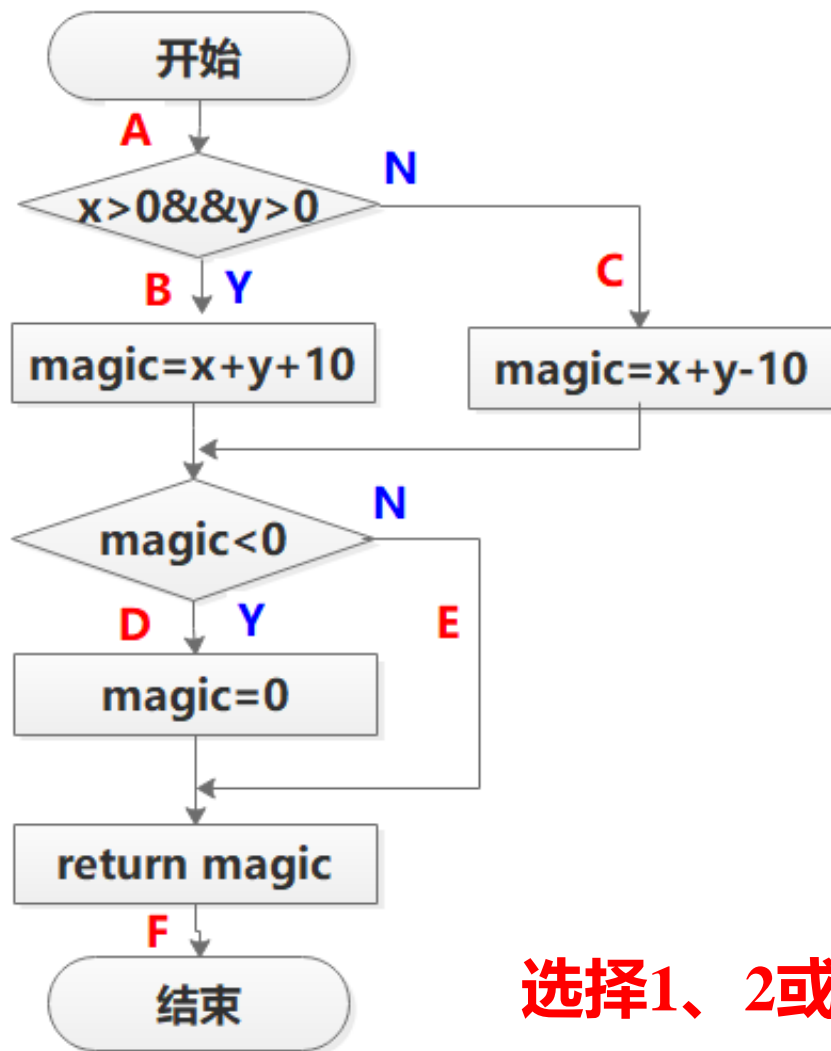 开始
A
N
x>0&&y>0
B Y
C
magic=x+y+10
magic=x+y-10
N
magic<0
D Y
E
magic=0
return magic
F
结束
选择1、2或